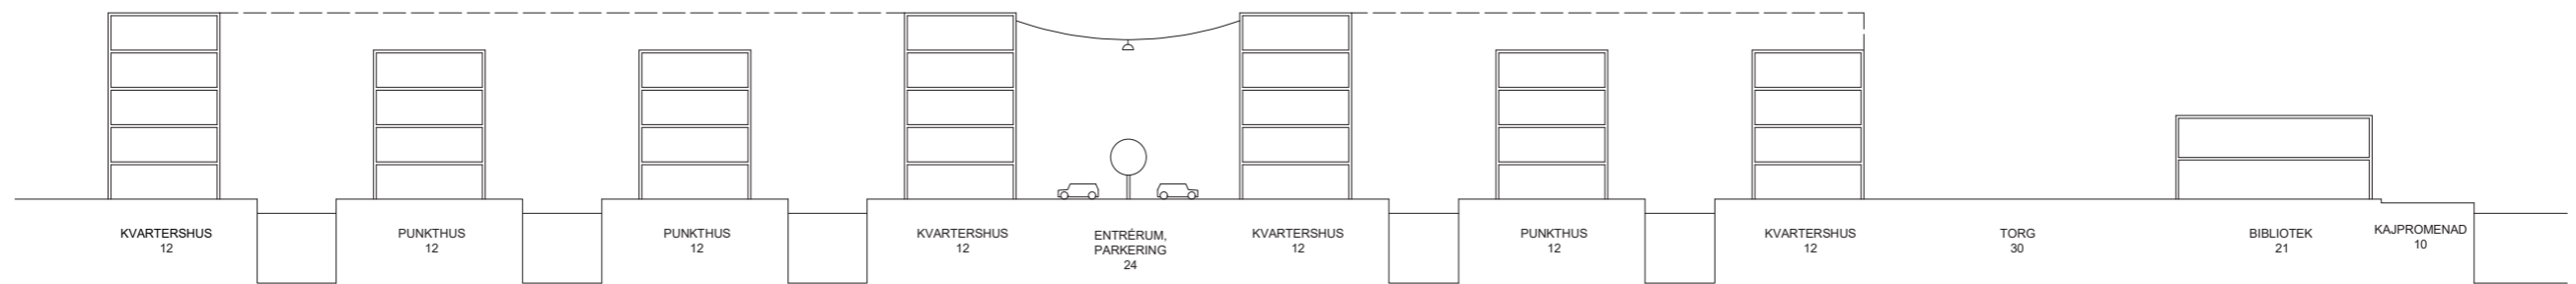 KVARTERSHUS
12
PUNKTHUS
12
PUNKTHUS
12
KVARTERSHUS
12
ENTRÉRUM,
PARKERING
24
KVARTERSHUS
12
PUNKTHUS
12
KVARTERSHUS
12
TORG
30
BIBLIOTEK
21
KAJPROMENAD
10